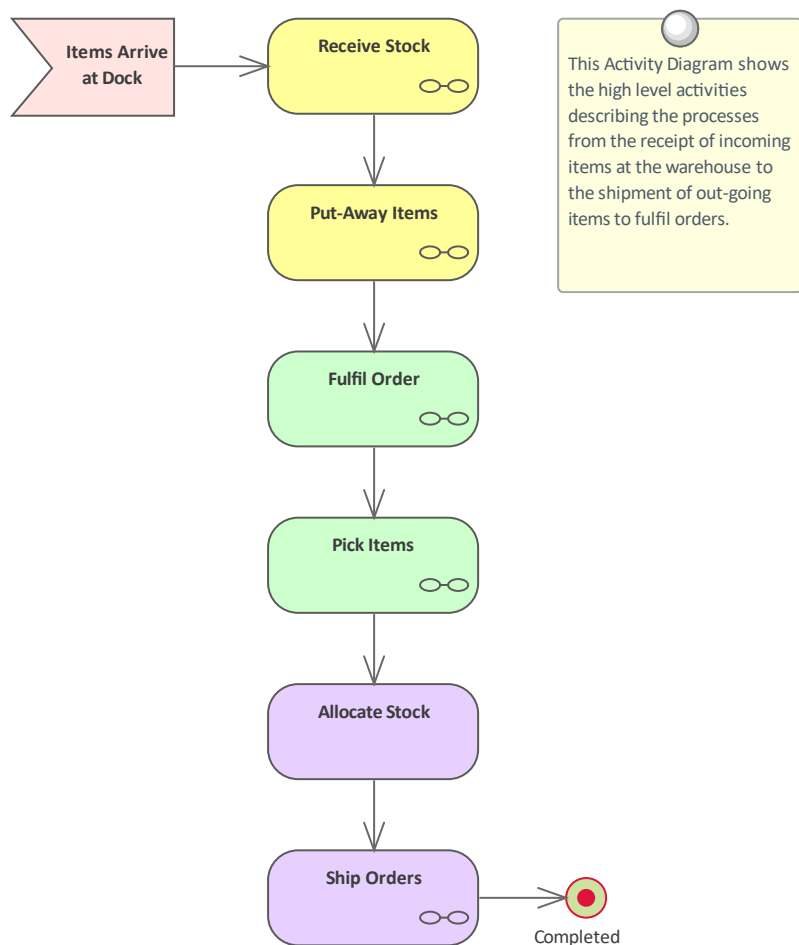 Items Arrive
at Dock
Receive Stock
This Activity Diagram shows
the high level activities
describing the processes
from the receipt of incoming
items at the warehouse to
the shipment of out-going
items to fulfil orders.
Put-Away Items
Fulfil Order
Pick Items
Allocate Stock
Ship Orders
Completed